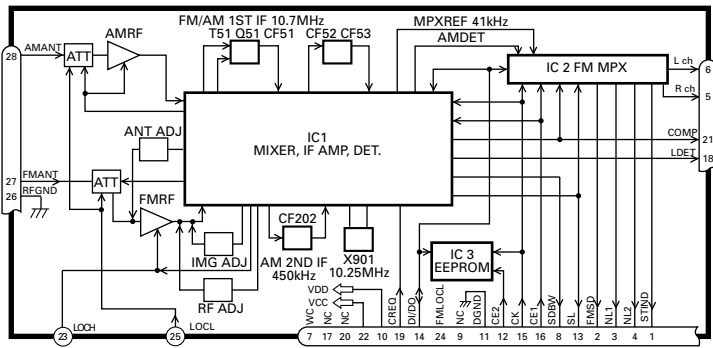 FM/AM 1ST IF 10.7MHz
MPXREF 41kHz
AMRF
T51 Q51 CF51
CF52 CF53
AMDET
AMANT
28
ATT
IC 2 FM MPX
L ch
6
R ch
5
IC1
MIXER, IF AMP, DET.
ANT ADJ
COMP
21
LDET
18
27
FMANT
ATT
26
RFGND
FMRF
CF202
IC 3
EEPROM
IMG ADJ
AM 2ND IF
450kHz
X901
10.25MHz
RF ADJ
VDD
VCC
LOCH
LOCL
23
25
WC
NC
NC
CREQ
DI/DO
FMLOCL
NC
DGND
CE2
CK
CE1
SDBW
SL
FMSD
NL1
NL2
STIND
7
17
20
22
10
19
14
24
9
11
12
15
16
8
13
2
3
4
1